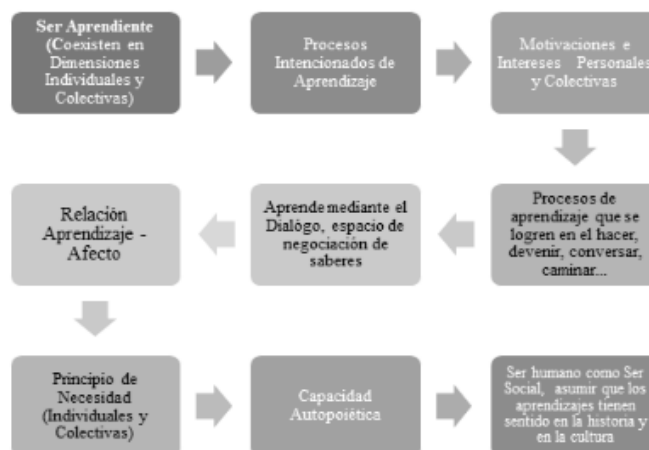 Ser Aprendiente
(Coexisten en
Dimensiones
Individuales y
Colectivas)
Procesos
Intencionados de
Aprendizaje
Motivaciones e
Intereses Personales
y Colectivas
Procesos de
aprendizaje que se
logren en el hacer,
devenir, conversar,
caminar...
Aprende mediante el
Dialógo, espacio de
negociación de
saberes
Relación
Aprendizaje -
Afecto
Principio de
Necesidad
(Individuales y
Colectivas)
Capacidad
Autopoiética
Ser humano como Ser
Social, asumir que los
aprendizajes tienen
sentido en la historia y
en la cultura